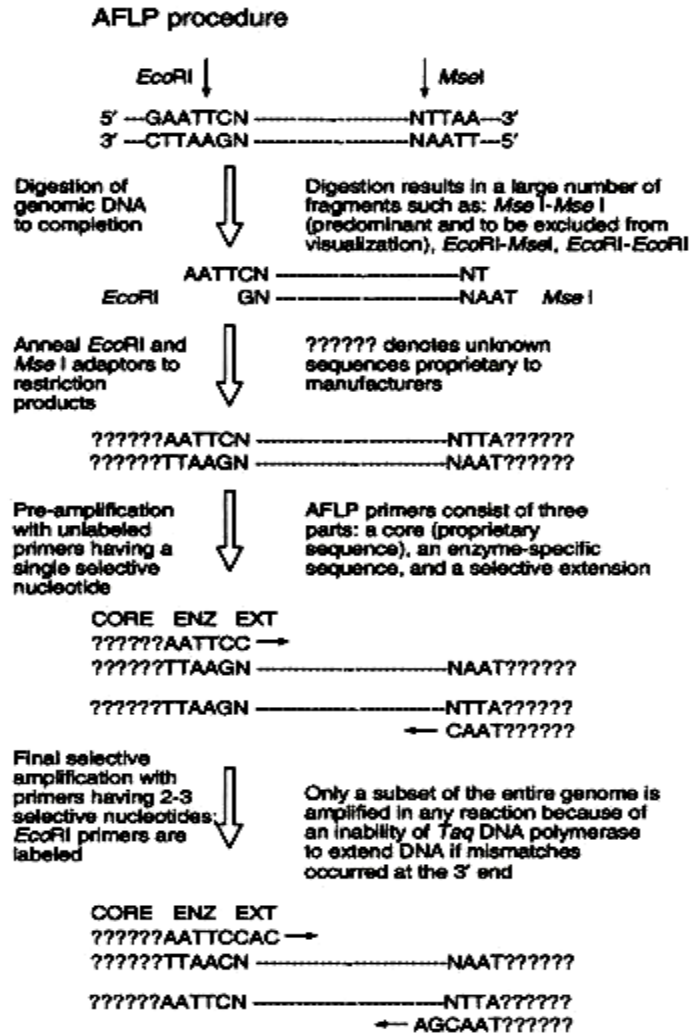 AFLP procedure
EcoRI
MseI
5' ---GAATTCN --------------------NTTAA---3'
3' ---CTTAAGN --------------------NAATT---5'
Digestion of
genomic DNA
to completion
Digestion results in a large number of
fragments such as: Mse I-Mse I
(predominant and to be excluded from
visualization), EcoRI-MseI, EcoRI-EcoRI
AATTCN --------------------NT
EcoRI GN --------------------NAAT Mse I
Anneal EcoRI and
Mse I adaptors to
restriction
products
?????? denotes unknown
sequences proprietary to
manufacturers
??????AATTCN --------------------NTTA??????
??????TTAAGN --------------------NAAT??????
Pre-amplification
with unlabeled
primers having a
single selective
nucleotide
AFLP primers consist of three
parts: a core (proprietary
sequence), an enzyme-specific
sequence, and a selective extension
CORE ENZ EXT
??????AATTCC
??????TTAAGN --------------------NAAT??????
??????TTAAGN --------------------NTTA??????
CAAT??????
Final selective
amplification with
primers having 2-3
selective nucleotides;
EcoRI primers are
labeled
Only a subset of the entire genome is
amplified in any reaction because of
an inability of Taq DNA polymerase
to extend DNA if mismatches
occurred at the 3' end
CORE ENZ EXT
??????AATTCCAC
??????TTAACN --------------------NAAT??????
??????AATTCN --------------------NTTA??????
AGCAAT??????